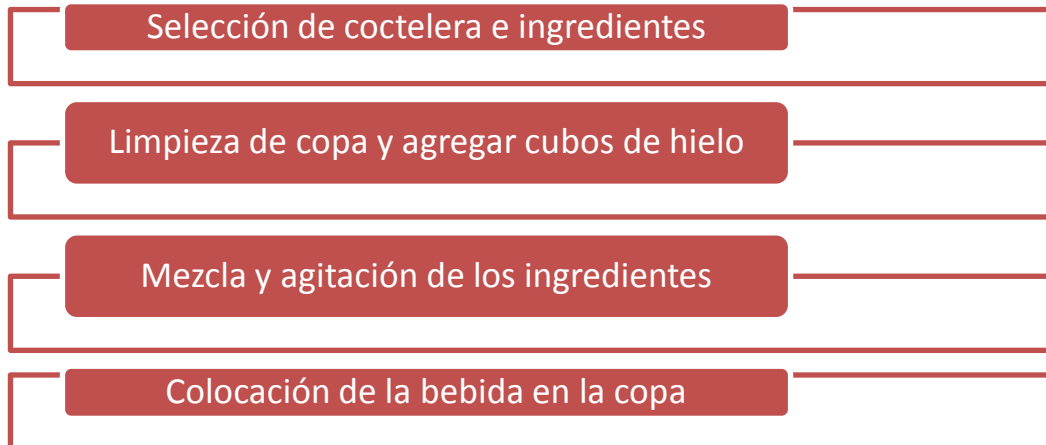 Selección de coctelera e ingredientes
Limpieza de copa y agregar cubos de hielo
Mezcla y agitación de los ingredientes
Colocación de la bebida en la copa